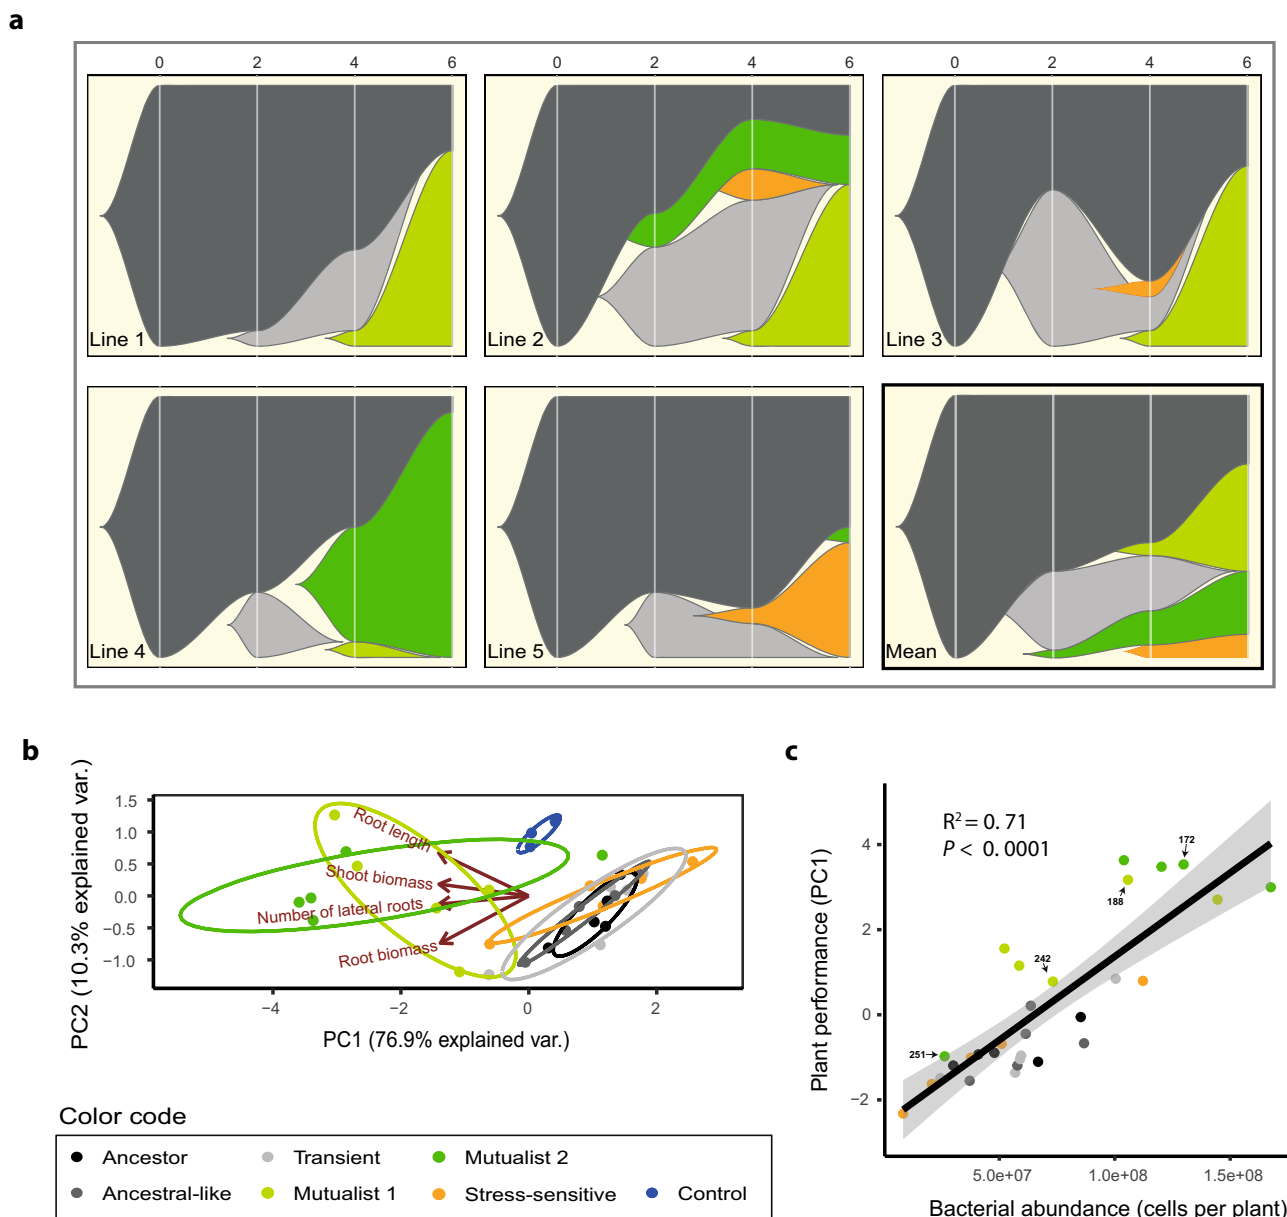 a
0 2 4 6
0 2 4 6
0 2 4 6
Line 1
Line 2
Line 3
Line 4
Line 5
Mean
b
PC2 (10.3% explained var.)
1.5
1.0
0.5
0.0
−0.5
−1.0
Root length
Shoot biomass
Number of lateral roots
Root biomass
−4 −2 0 2
PC1 (76.9% explained var.)
c
Plant performance (PC1)
4
2
0
−2
R² = 0. 71
P < 0. 0001
172
188
242
251
5.0e+07 1.0e+08 1.5e+08
Bacterial abundance (cells per plant)
Color code
Ancestor
Transient
Mutualist 2
Ancestral-like
Mutualist 1
Stress-sensitive
Control